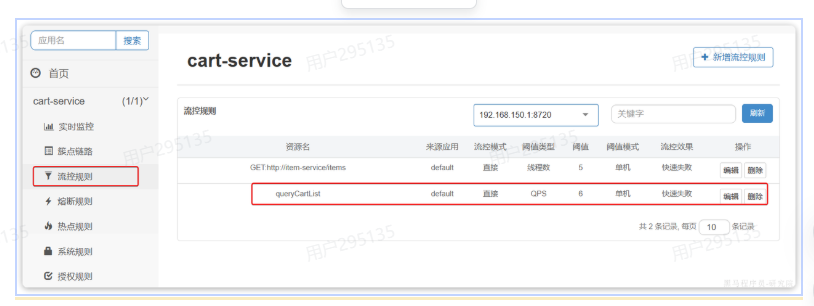 应用名 搜索
首页
cart-service (1/1)
实时监控
簇点链路
流控规则
熔断规则
热点规则
系统规则
授权规则
cart-service
+ 新增流控规则
流控规则 192.168.150.1:8720 关键字 刷新
资源名 来源应用 流控模式 阈值类型 阈值 阈值模式 流控效果 操作
GET:http://item-service/items default 直接 线程数 5 单机 快速失败 编辑 删除
queryCartList default 直接 QPS 6 单机 快速失败 编辑 删除
共 2 条记录, 每页 10 条记录
用户295135
用户295135
用户295135
用户295135